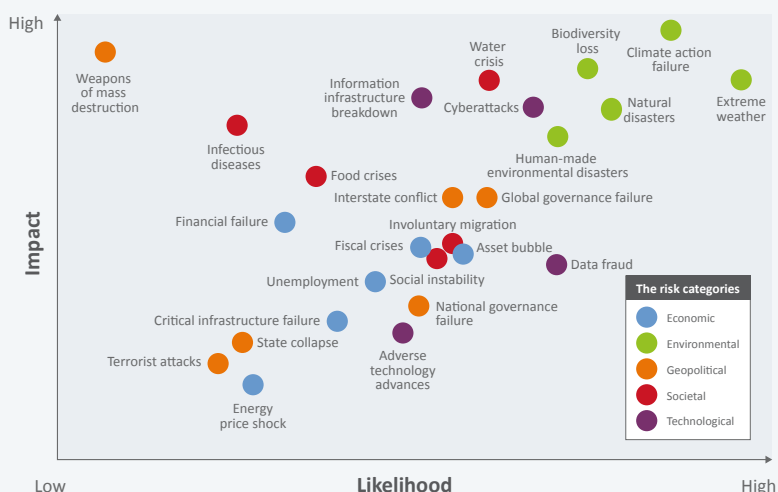 High
Weapons
of mass
destruction
Infectious
diseases
Information
infrastructure
breakdown
Water
crisis
Cyberattacks
Biodiversity
loss
Climate action
failure
Natural
disasters
Extreme
weather
Human-made
environmental disasters
Food crises
Interstate conflict
Global governance failure
Financial failure
Involuntary migration
Fiscal crises
Asset bubble
Data fraud
Unemployment
Social instability
Critical infrastructure failure
National governance
failure
State collapse
Terrorist attacks
Adverse
technology
advances
Energy
price shock
Impact
The risk categories
Economic
Environmental
Geopolitical
Societal
Technological
Low
Likelihood
High